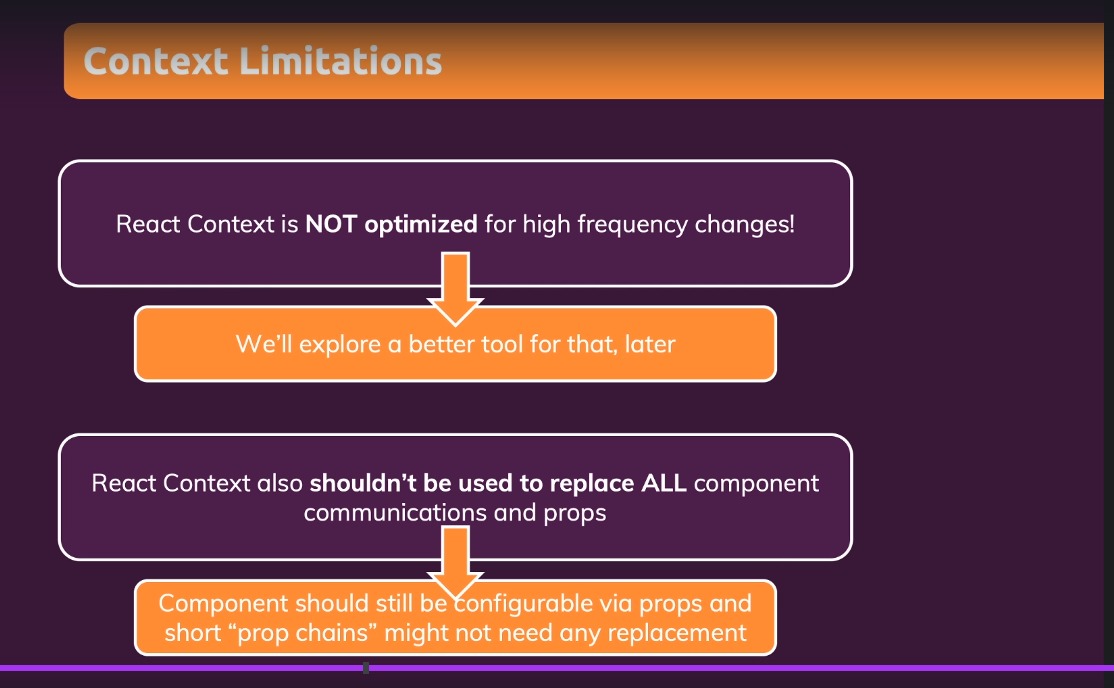 Context Limitations
React Context is NOT optimized for high frequency changes!
We’ll explore a better tool for that, later
React Context also shouldn’t be used to replace ALL component
communications and props
Component should still be configurable via props and
short “prop chains” might not need any replacement